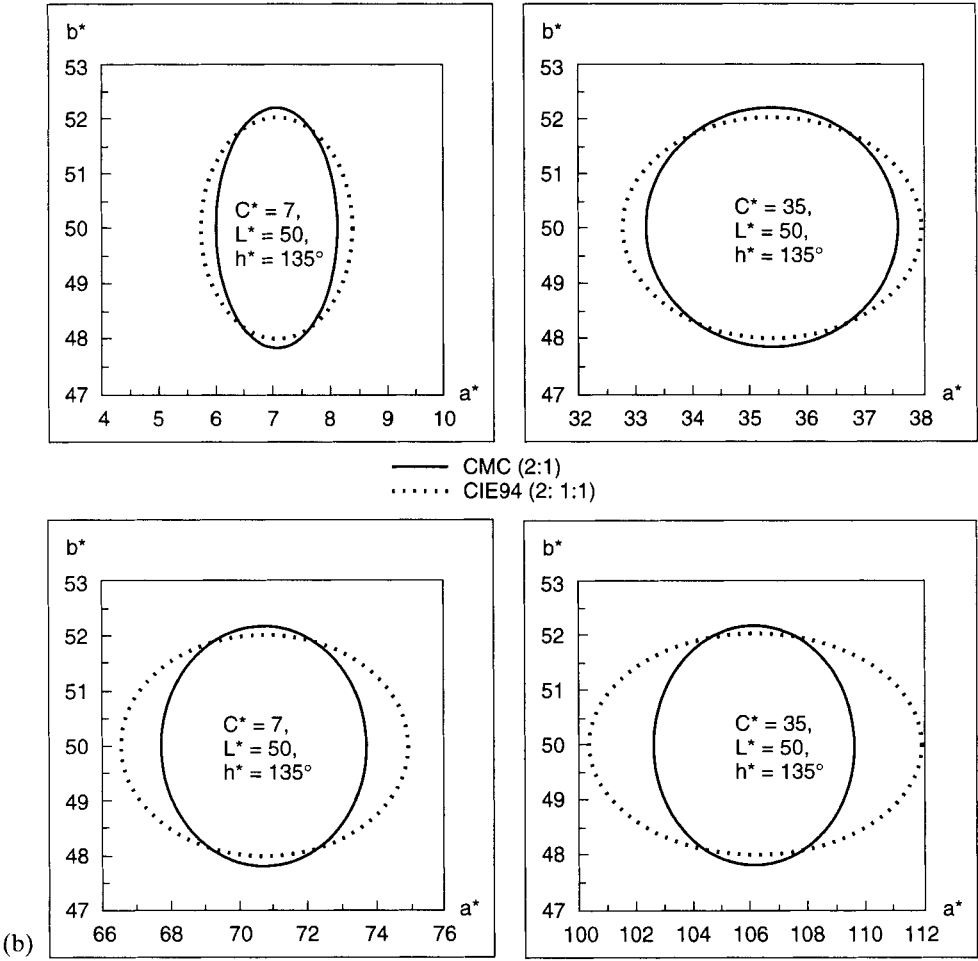 b*
53
52
51
50
49
48
47
C* = 7,
L* = 50,
h* = 135°
a*
4 5 6 7 8 9 10
b*
53
52
51
50
49
48
47
C* = 35,
L* = 50,
h* = 135°
a*
32 33 34 35 36 37 38
CMC (2:1)
CIE94 (2: 1:1)
b*
53
52
51
50
49
48
47
C* = 7,
L* = 50,
h* = 135°
a*
66 68 70 72 74 76
b*
53
52
51
50
49
48
47
C* = 35,
L* = 50,
h* = 135°
a*
100 102 104 106 108 110 112
(b)